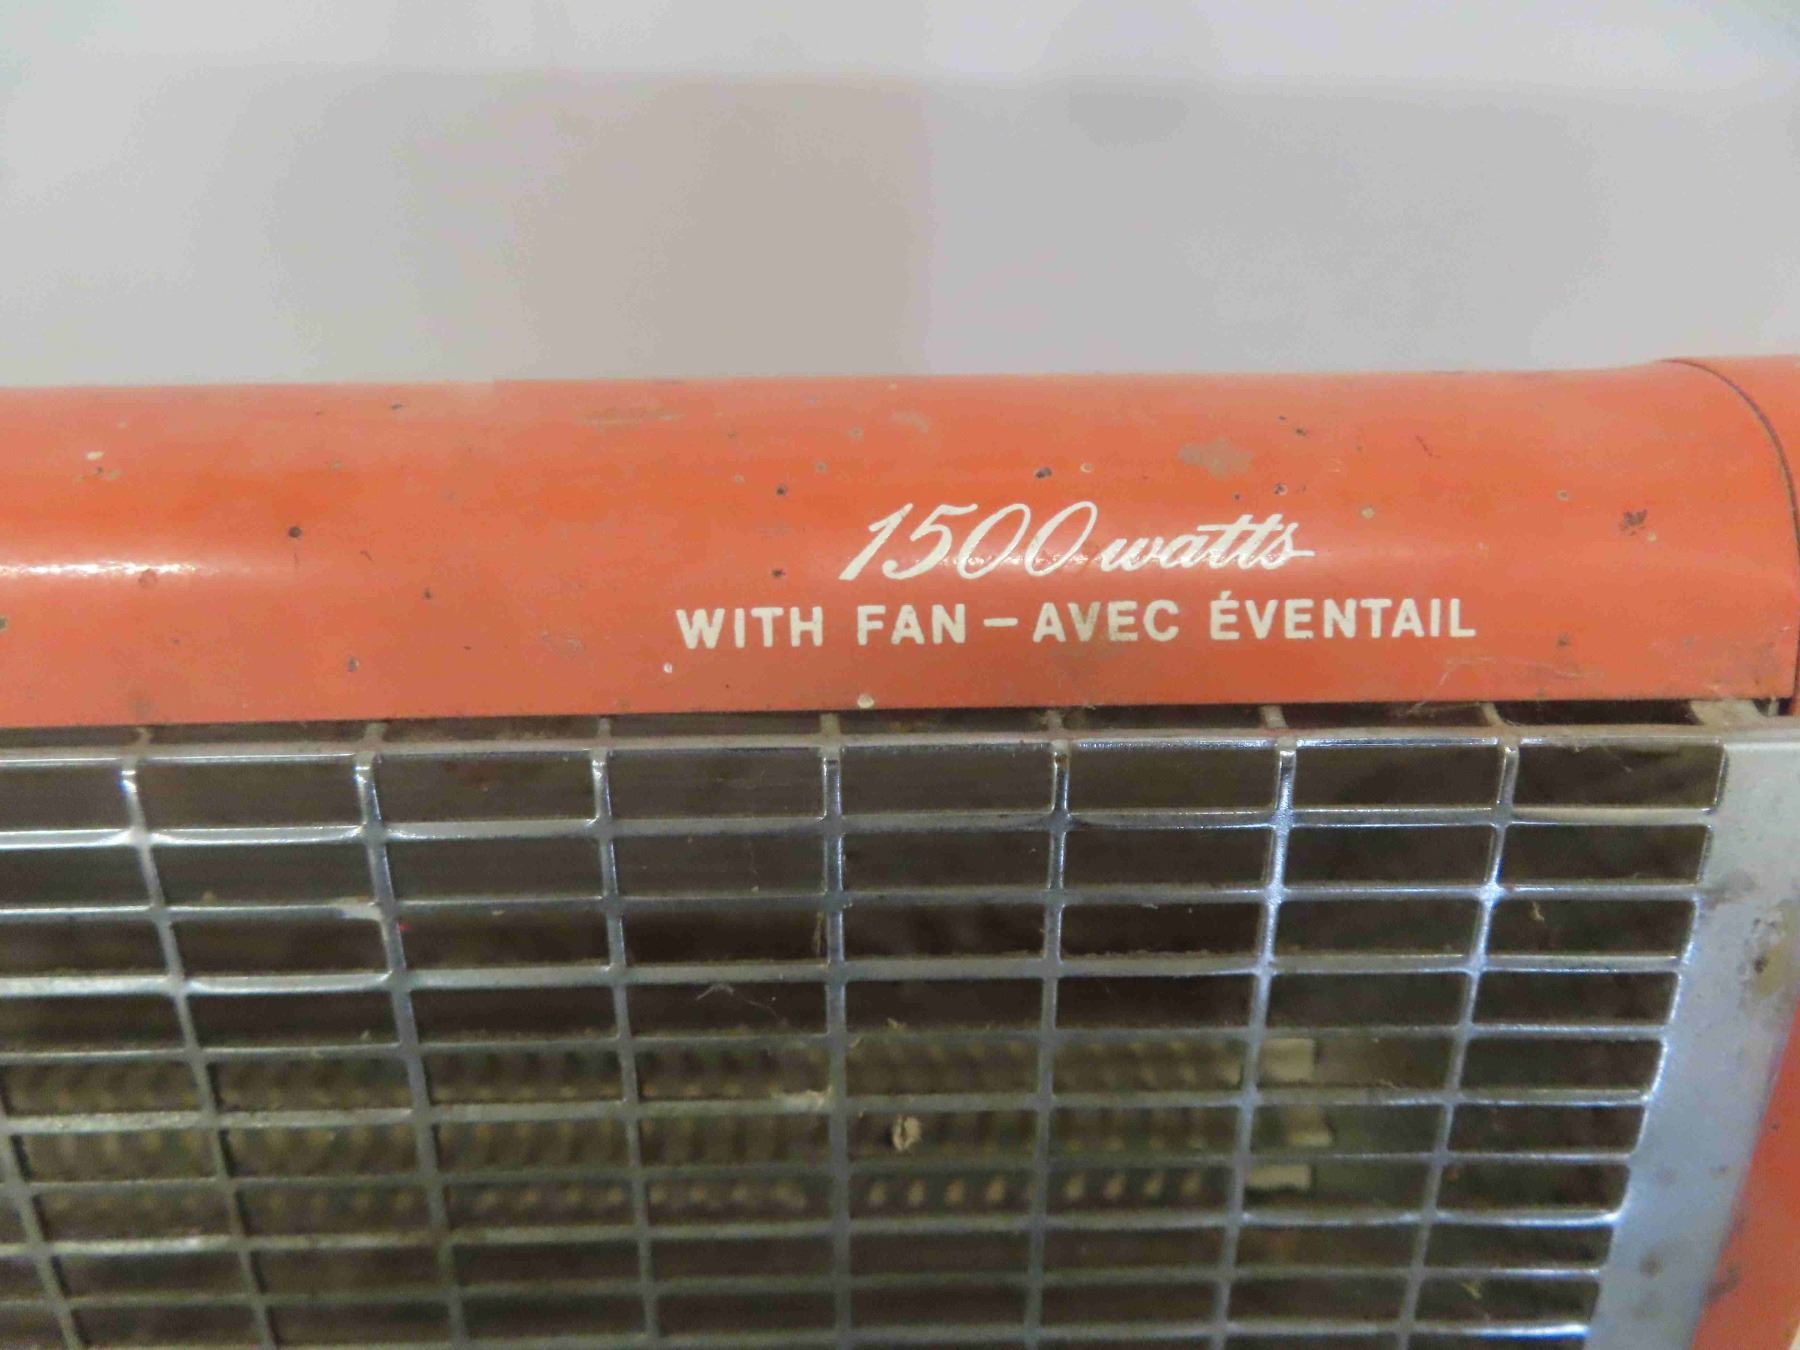 1500 watts
WITH FAN – AVEC ÉVENTAIL